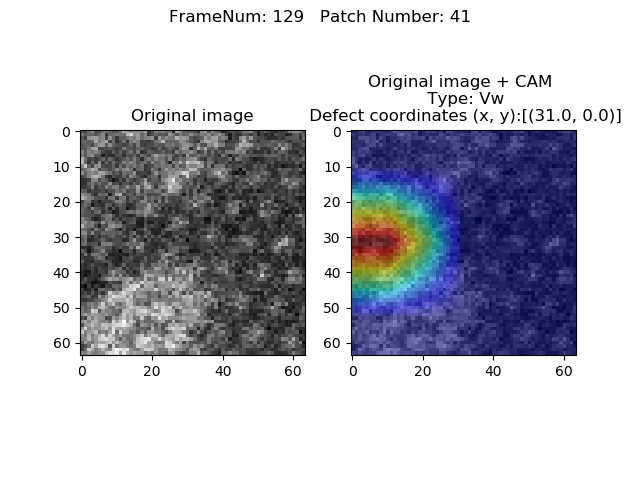 FrameNum: 129   Patch Number: 41
Original image + CAM
Type: Vw
Original image
Defect coordinates (x, y):[(31.0, 0.0)]
0
10
20
30
40
50
60
0 20 40 60
0
10
20
30
40
50
60
0 20 40 60